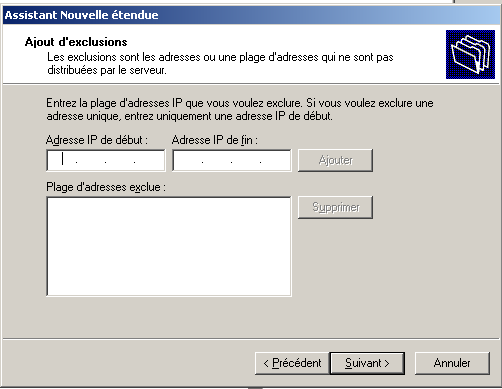 Assistant Nouvelle étendue
Ajout d'exclusions
Les exclusions sont les adresses ou une plage d'adresses qui ne sont pas
distribuées par le serveur.
Entrez la plage d'adresses IP que vous voulez exclure. Si vous voulez exclure une
adresse unique, entrez uniquement une adresse IP de début.
Adresse IP de début : Adresse IP de fin :
. . . . . . Ajouter
Plage d'adresses exclue :
Supprimer
< Précédent Suivant > Annuler